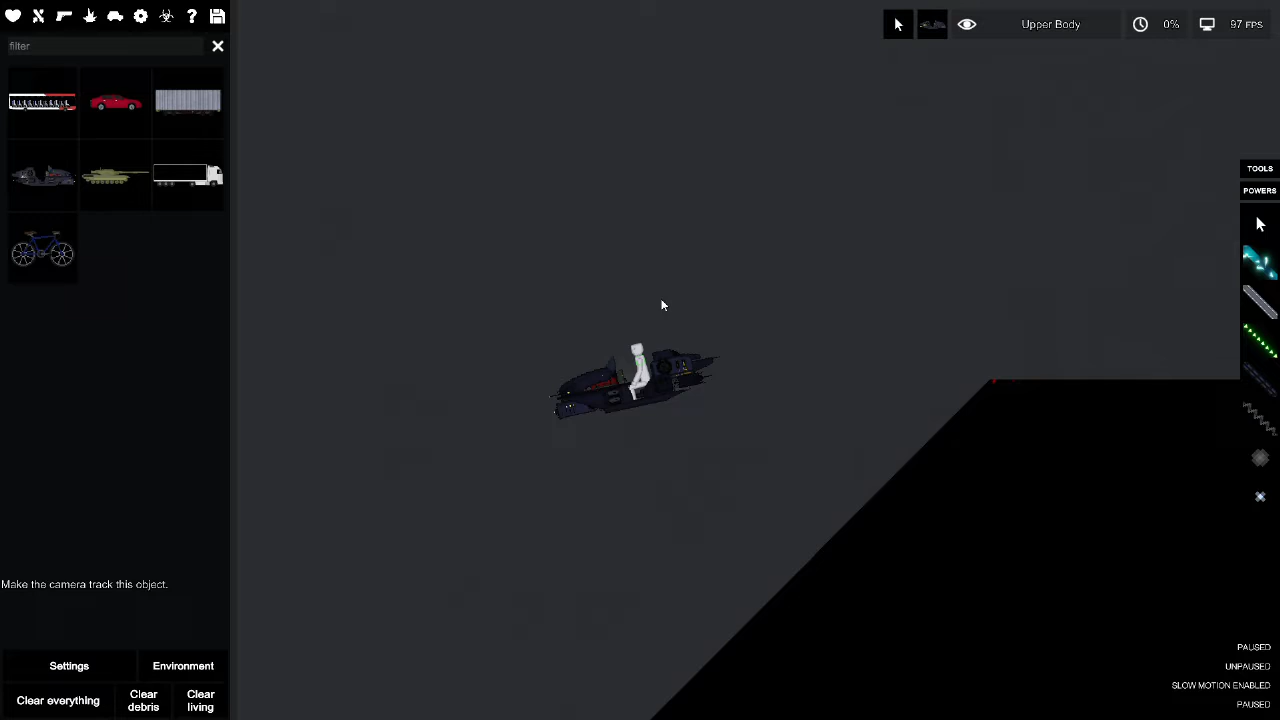 filter
Upper Body
0%
97 FPS
TOOLS
POWERS
Make the camera track this object.
Settings
Environment
Clear everything
Clear debris
Clear living
PAUSED
UNPAUSED
SLOW MOTION ENABLED
PAUSED